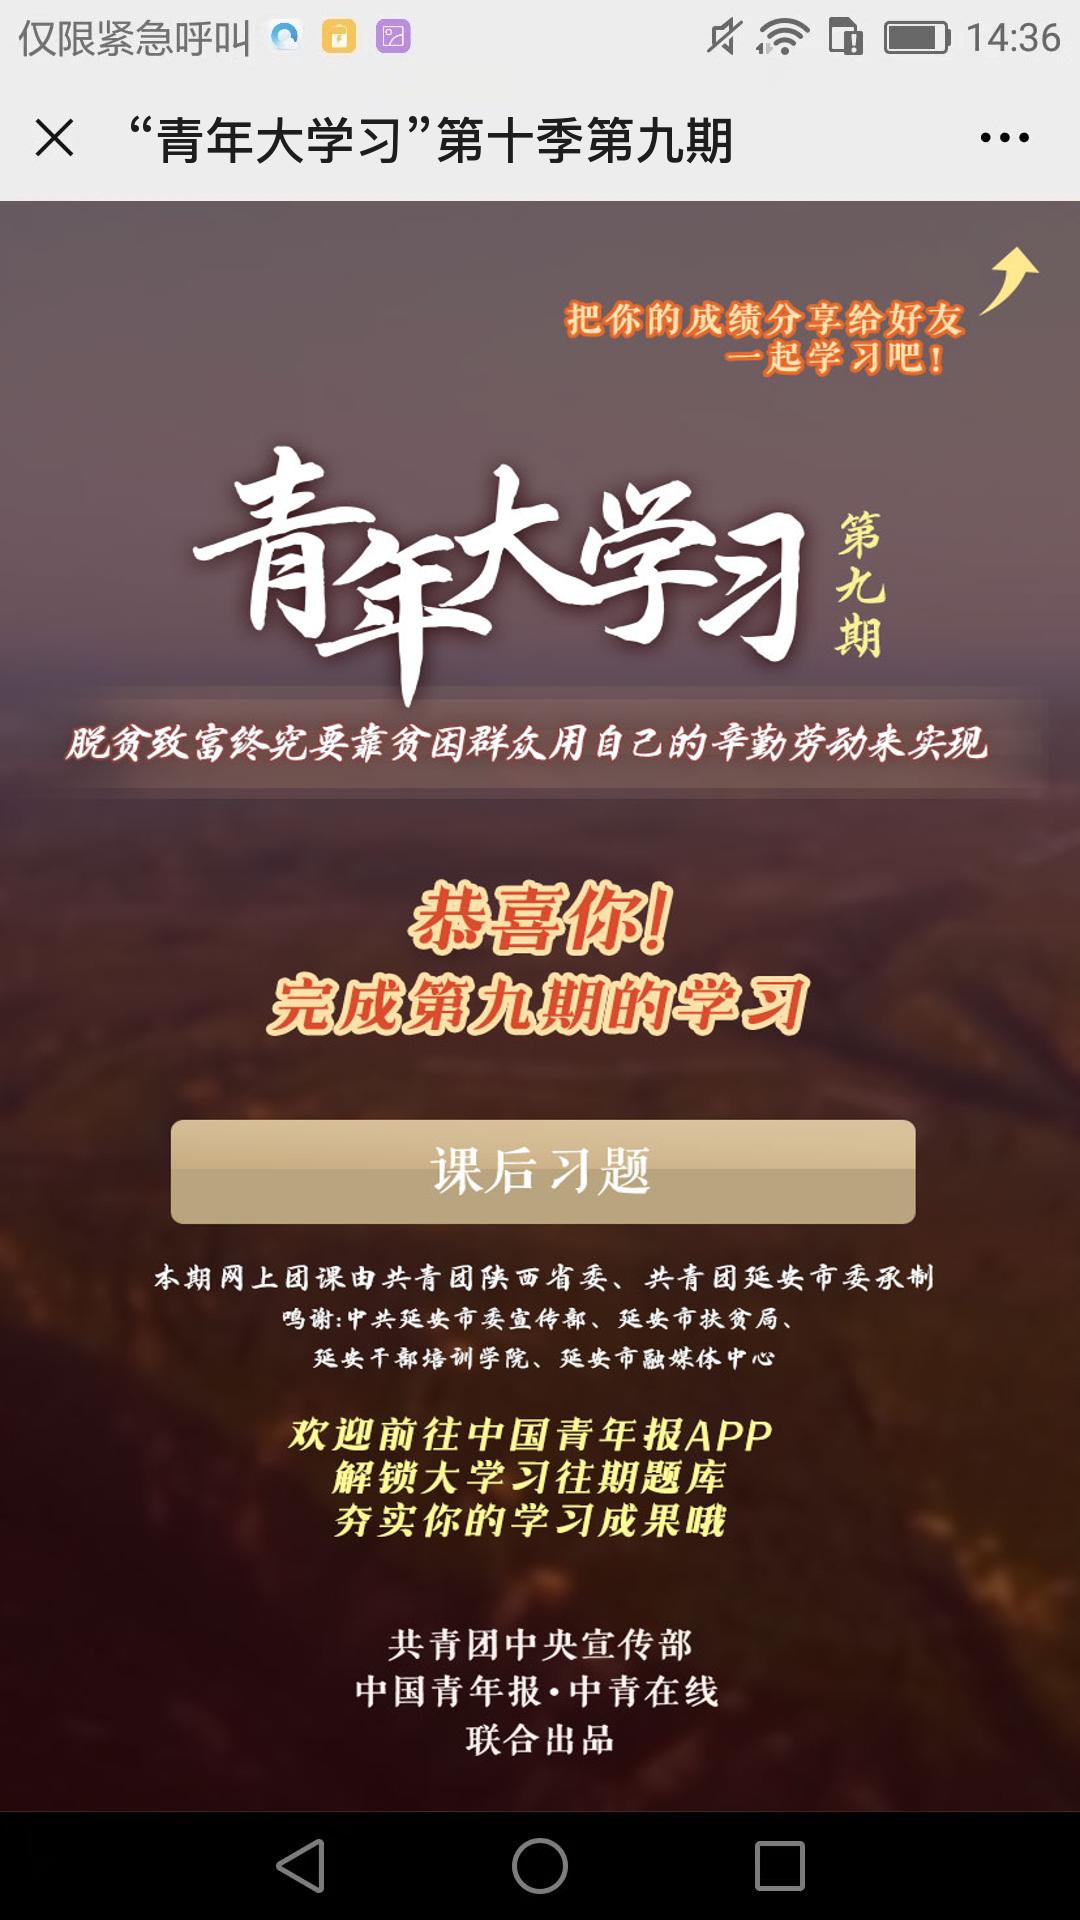 仅限紧急呼叫 14:36
“青年大学习”第十季第九期
把你的成绩分享给好友
一起学习吧!
青年大学习
第九期
脱贫致富终究要靠贫困群众用自己的辛勤劳动来实现
恭喜你!
完成第九期的学习
课后习题
本期网上团课由共青团陕西省委、共青团延安市委承制
鸣谢:中共延安市委宣传部、延安市扶贫局、
延安干部培训学院、延安市融媒体中心
欢迎前往中国青年报APP
解锁大学习往期题库
夯实你的学习成果哦
共青团中央宣传部
中国青年报·中青在线
联合出品